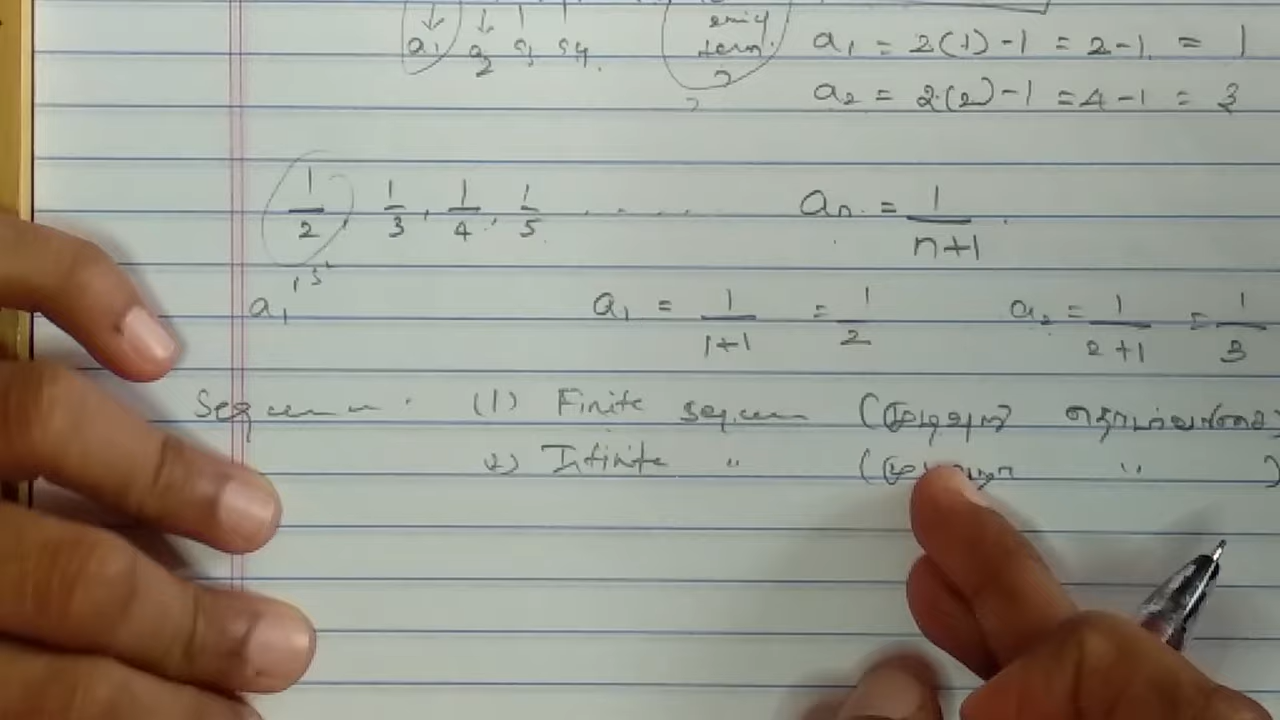 a1 a2 a3 a4 term? a1 = 2(1)-1 = 2-1 = 1
a2 = 2(2)-1 = 4-1 = 3
1/2, 1/3, 1/4, 1/5 ...... an = 1/(n+1)
1st
a1 a1 = 1/(1+1) = 1/2 a2 = 1/(2+1) = 1/3
(1) Finite
2) Infinite " ( " )